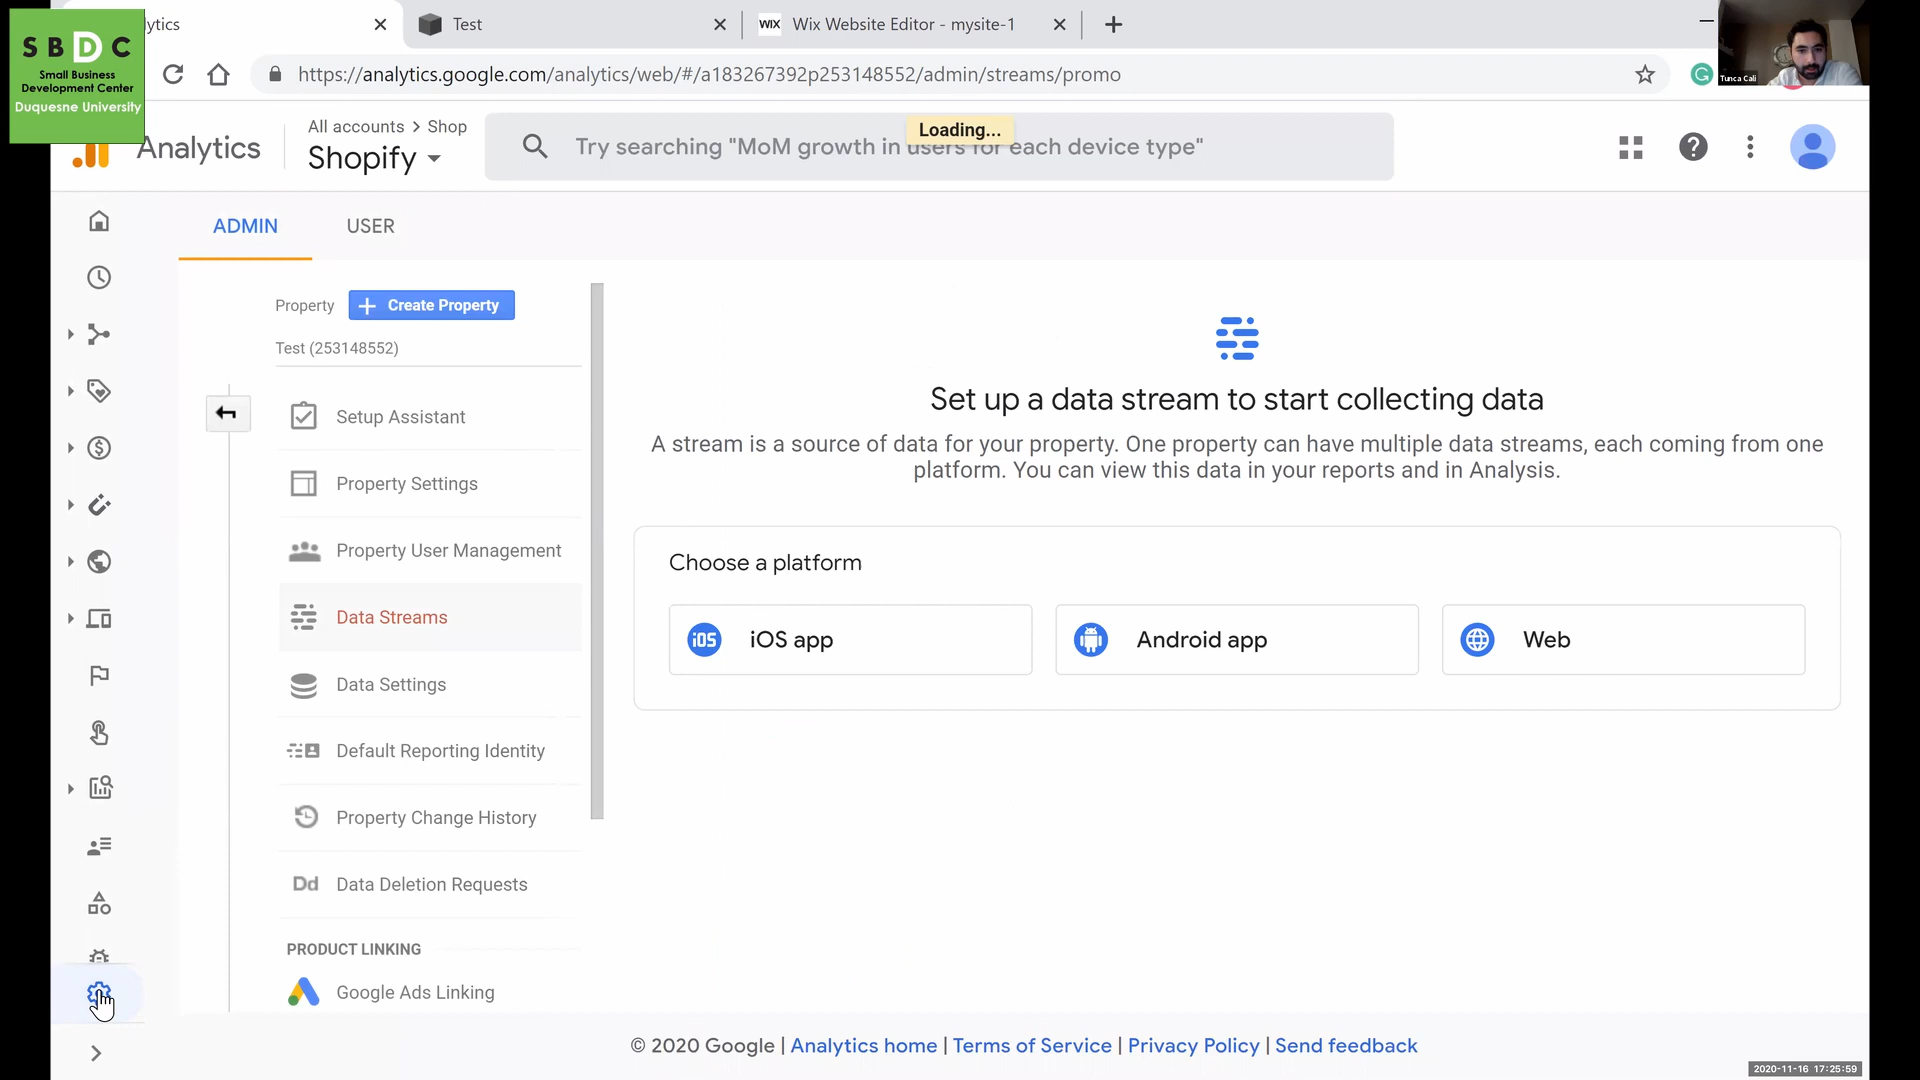 lytics
Test
WIX Wix Website Editor - mysite-1
S B D C
Small Business
Development Center
Duquesne University
https://analytics.google.com/analytics/web/#/a183267392p253148552/admin/streams/promo
Tunca Cali
Analytics
All accounts > Shop
Shopify
Try searching "MoM growth in users for each device type"
Loading...
ADMIN
USER
Property
Create Property
Test (253148552)
Setup Assistant
Property Settings
Property User Management
Data Streams
Data Settings
Default Reporting Identity
Property Change History
Dd Data Deletion Requests
PRODUCT LINKING
Google Ads Linking
Set up a data stream to start collecting data
A stream is a source of data for your property. One property can have multiple data streams, each coming from one
platform. You can view this data in your reports and in Analysis.
Choose a platform
iOS iOS app
Android app
Web
© 2020 Google | Analytics home | Terms of Service | Privacy Policy | Send feedback
2020-11-16 17:25:59